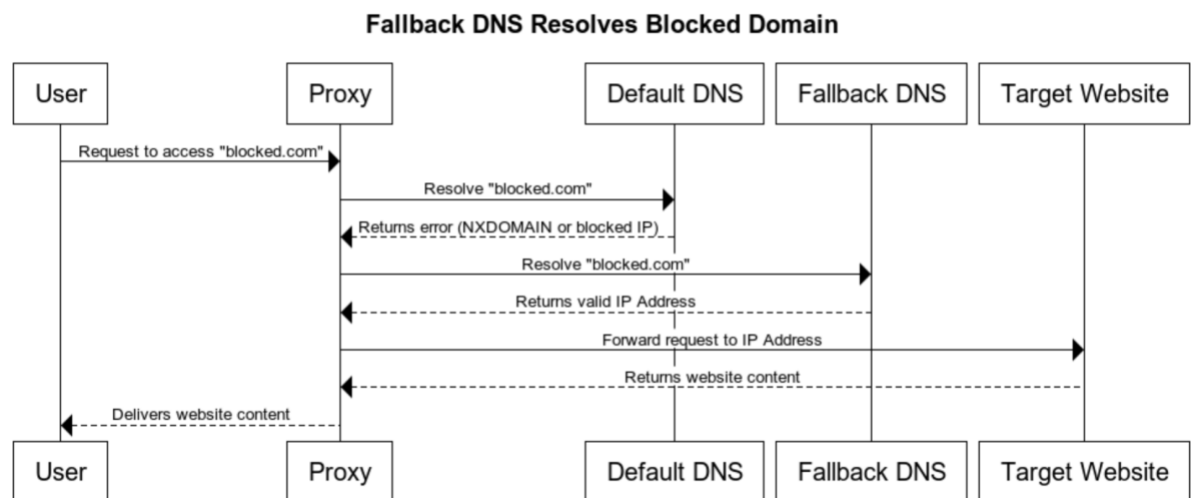 Fallback DNS Resolves Blocked Domain
User
Proxy
Default DNS
Fallback DNS
Target Website
Request to access "blocked.com"
Resolve "blocked.com"
Returns error (NXDOMAIN or blocked IP)
Resolve "blocked.com"
Returns valid IP Address
Forward request to IP Address
Returns website content
Delivers website content
User
Proxy
Default DNS
Fallback DNS
Target Website